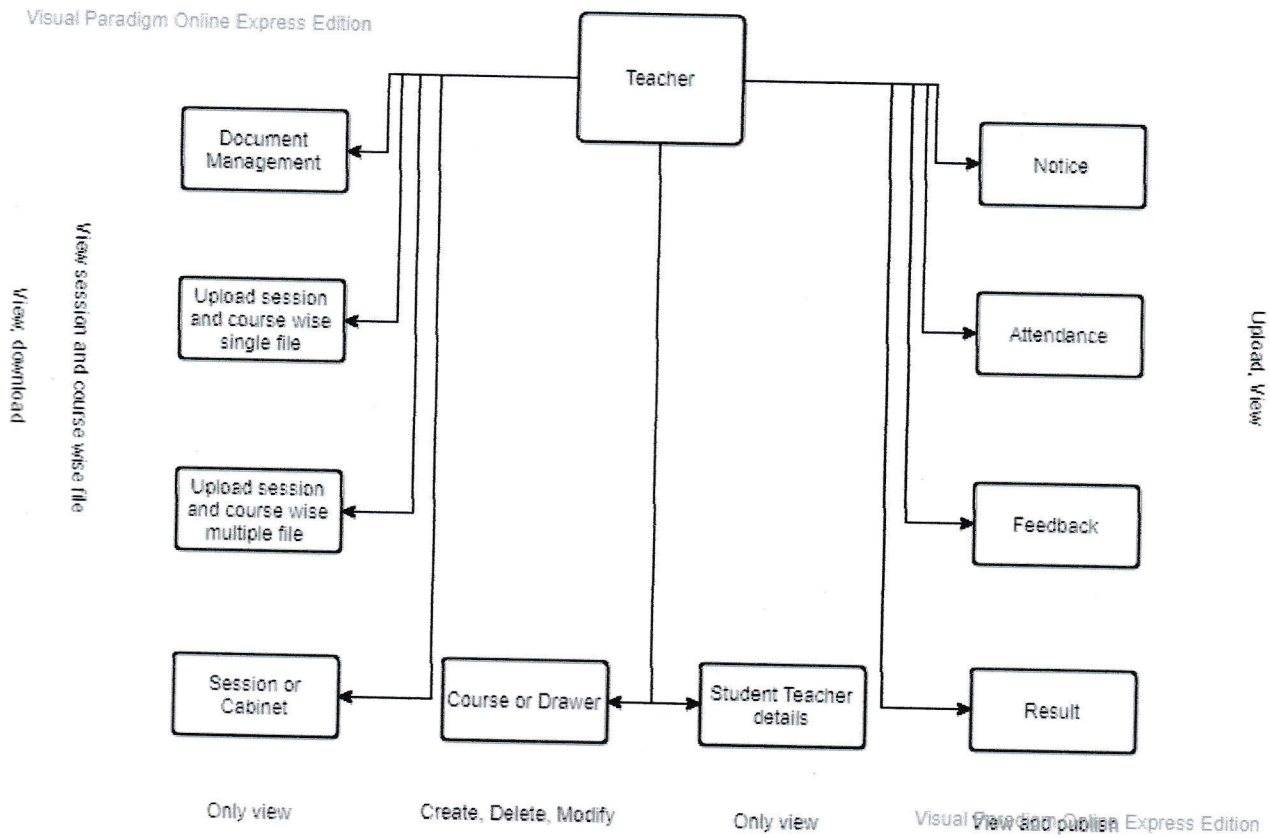 Visual Paradigm Online Express Edition
Teacher
Document
Management
Notice
View session and course wise file
View, download
Upload session
and course wise
single file
Attendance
Upload, View
Upload session
and course wise
multiple file
Feedback
Session or
Cabinet
Course or Drawer
Student Teacher
details
Result
Only view
Create, Delete, Modify
Only view
View and publish
Visual Paradigm Online Express Edition